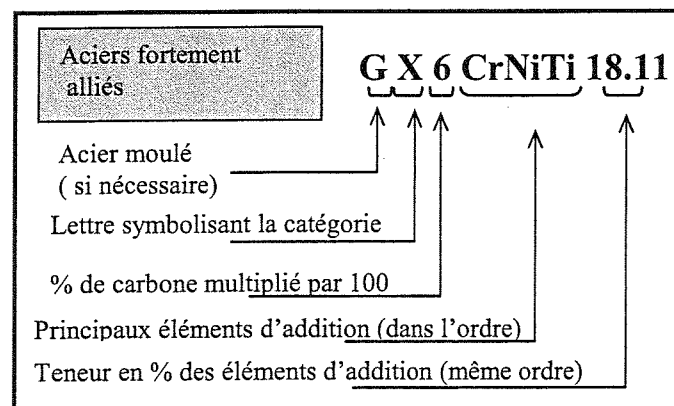 Aciers fortement
alliés
G X 6 CrNiTi 18.11
Acier moulé
( si nécessaire)
Lettre symbolisant la catégorie
% de carbone multiplié par 100
Principaux éléments d'addition (dans l'ordre)
Teneur en % des éléments d'addition (même ordre)